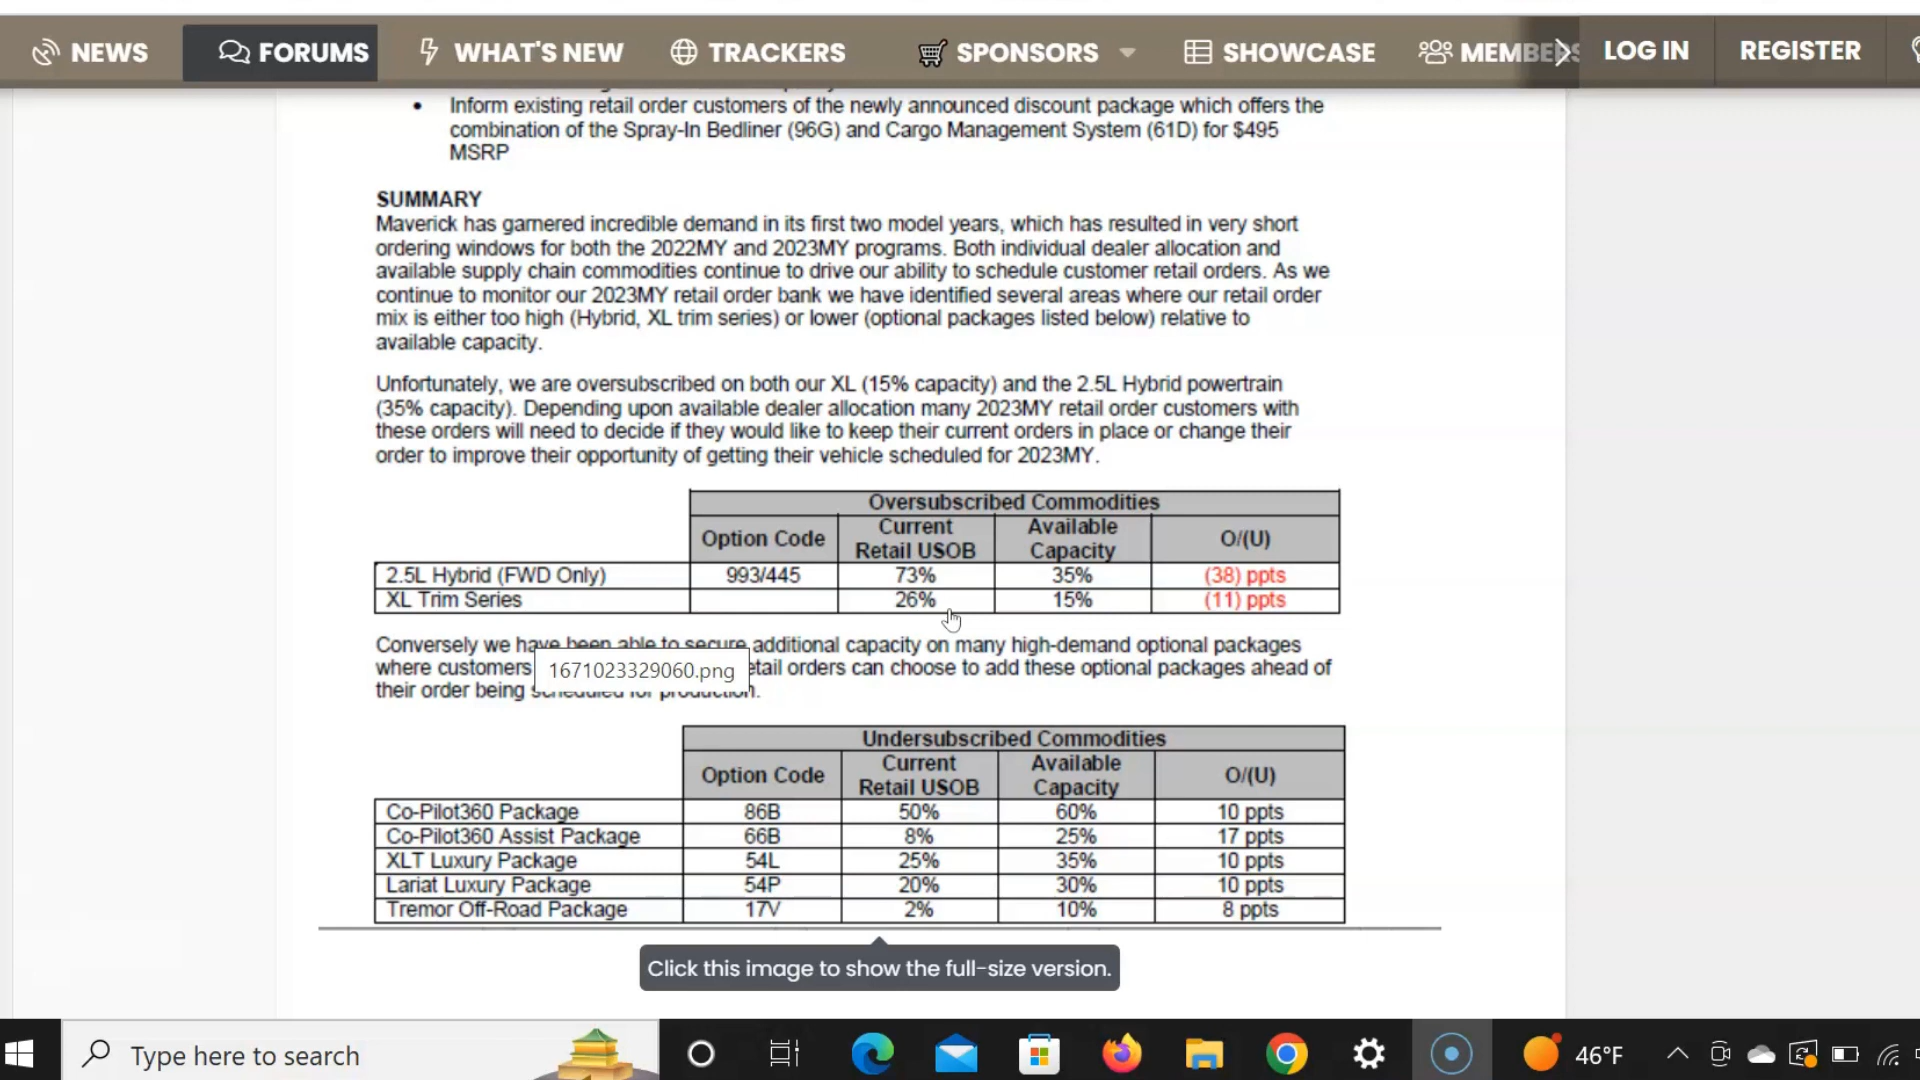 NEWS FORUMS WHAT'S NEW TRACKERS SPONSORS SHOWCASE MEMBERS LOG IN REGISTER
• Inform existing retail order customers of the newly announced discount package which offers the
combination of the Spray-In Bedliner (96G) and Cargo Management System (61D) for $495
MSRP
SUMMARY
Maverick has garnered incredible demand in its first two model years, which has resulted in very short
ordering windows for both the 2022MY and 2023MY programs. Both individual dealer allocation and
available supply chain commodities continue to drive our ability to schedule customer retail orders. As we
continue to monitor our 2023MY retail order bank we have identified several areas where our retail order
mix is either too high (Hybrid, XL trim series) or lower (optional packages listed below) relative to
available capacity.
Unfortunately, we are oversubscribed on both our XL (15% capacity) and the 2.5L Hybrid powertrain
(35% capacity). Depending upon available dealer allocation many 2023MY retail order customers with
these orders will need to decide if they would like to keep their current orders in place or change their
order to improve their opportunity of getting their vehicle scheduled for 2023MY.
Oversubscribed Commodities
Option Code Current Retail USOB Available Capacity O/(U)
2.5L Hybrid (FWD Only) 993/445 73% 35% (38) ppts
XL Trim Series 26% 15% (11) ppts
Conversely we have been able to secure additional capacity on many high-demand optional packages
where customers etail orders can choose to add these optional packages ahead of
1671023329060.png
their order being scheduled for production.
Undersubscribed Commodities
Option Code Current Retail USOB Available Capacity O/(U)
Co-Pilot360 Package 86B 50% 60% 10 ppts
Co-Pilot360 Assist Package 66B 8% 25% 17 ppts
XLT Luxury Package 54L 25% 35% 10 ppts
Lariat Luxury Package 54P 20% 30% 10 ppts
Tremor Off-Road Package 17V 2% 10% 8 ppts
Click this image to show the full-size version.
Type here to search 46°F